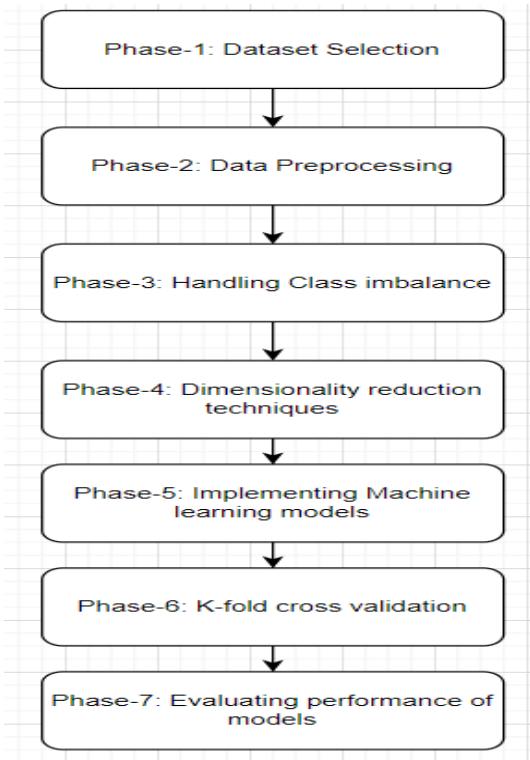 Phase-1: Dataset Selection
Phase-2: Data Preprocessing
Phase-3: Handling Class imbalance
Phase-4: Dimensionality reduction
techniques
Phase-5: Implementing Machine
learning models
Phase-6: K-fold cross validation
Phase-7: Evaluating performance of
models